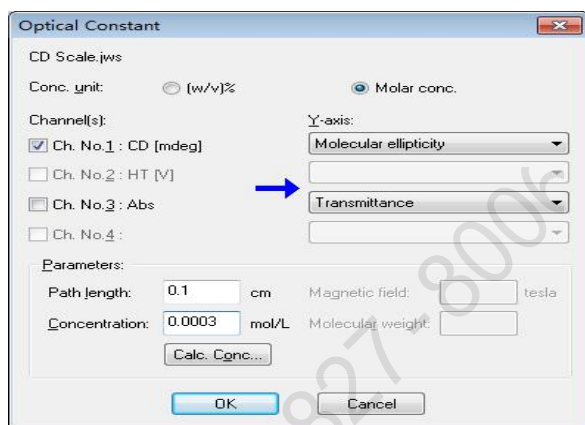 Optical Constant
CD Scale.jws
Conc. unit: (w/v)% Molar conc.
Channel(s): Y-axis:
Ch. No.1 : CD [mdeg] Molecular ellipticity
Ch. No.2 : HT [V]
Ch. No.3 : Abs Transmittance
Ch. No.4 :
Parameters:
Path length: 0.1 cm Magnetic field: tesla
Concentration: 0.0003 mol/L Molecular weight:
Calc. Conc...
OK Cancel
827 - 8006